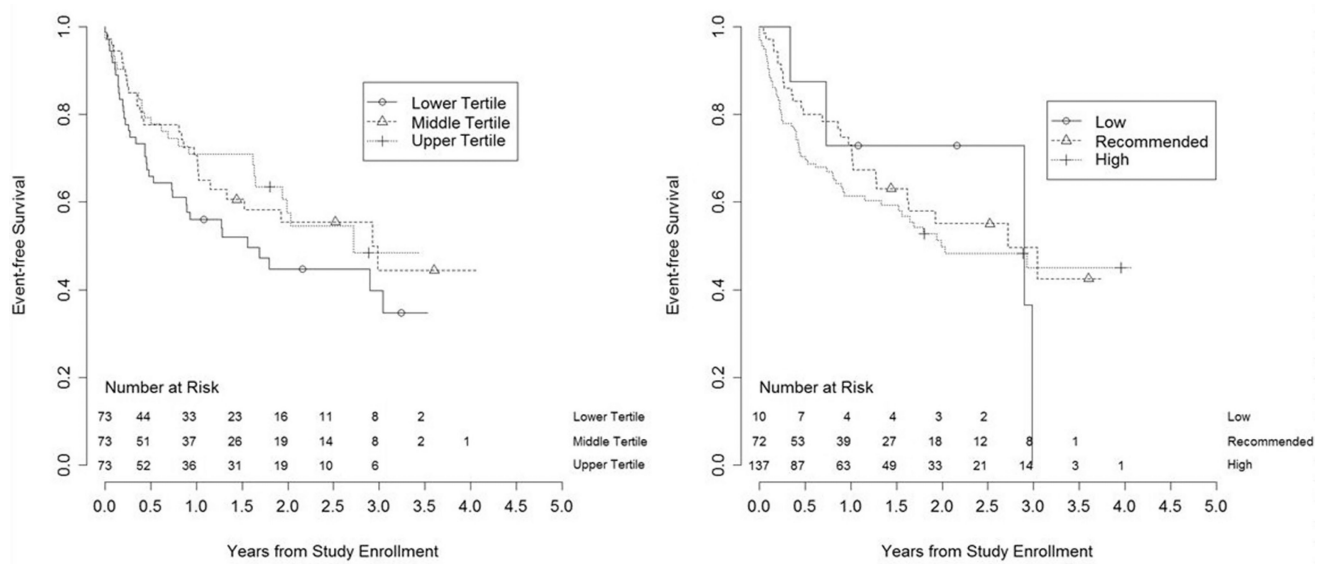 1.0
0.8
0.6
0.4
0.2
0.0
Event-free Survival
Lower Tertile
Middle Tertile
Upper Tertile
Number at Risk
73 44 33 23 16 11 8 2 Lower Tertile
73 51 37 26 19 14 8 2 1 Middle Tertile
73 52 36 31 19 10 6 Upper Tertile
0.0 0.5 1.0 1.5 2.0 2.5 3.0 3.5 4.0 4.5 5.0
Years from Study Enrollment
1.0
0.8
0.6
0.4
0.2
0.0
Event-free Survival
Low
Recommended
High
Number at Risk
10 7 4 4 3 2 Low
72 53 39 27 18 12 8 1 Recommended
137 87 63 49 33 21 14 3 1 High
0.0 0.5 1.0 1.5 2.0 2.5 3.0 3.5 4.0 4.5 5.0
Years from Study Enrollment